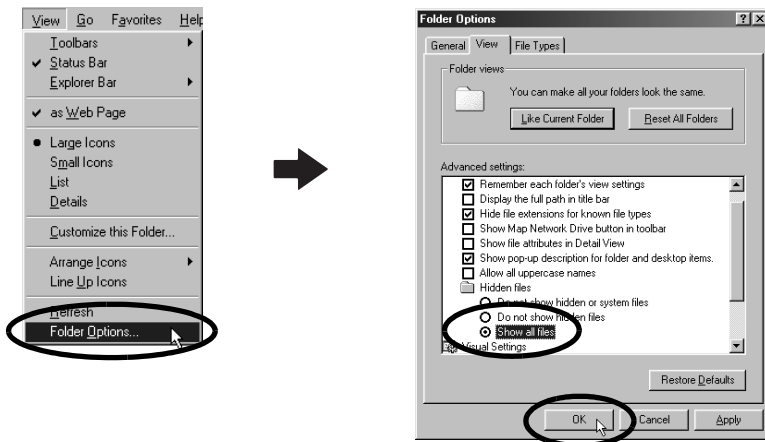 View Go Favorites Help
Toolbars
Status Bar
Explorer Bar
as Web Page
Large Icons
Small Icons
List
Details
Customize this Folder...
Arrange Icons
Line Up Icons
Refresh
Folder Options...
Folder Options
General View File Types
Folder views
You can make all your folders look the same.
Like Current Folder Reset All Folders
Advanced settings:
Remember each folder's view settings
Display the full path in title bar
Hide file extensions for known file types
Show Map Network Drive button in toolbar
Show file attributes in Detail View
Show pop-up description for folder and desktop items.
Allow all uppercase names
Hidden files
Do not show hidden or system files
Do not show hidden files
Show all files
Visual Settings
Restore Defaults
OK Cancel Apply